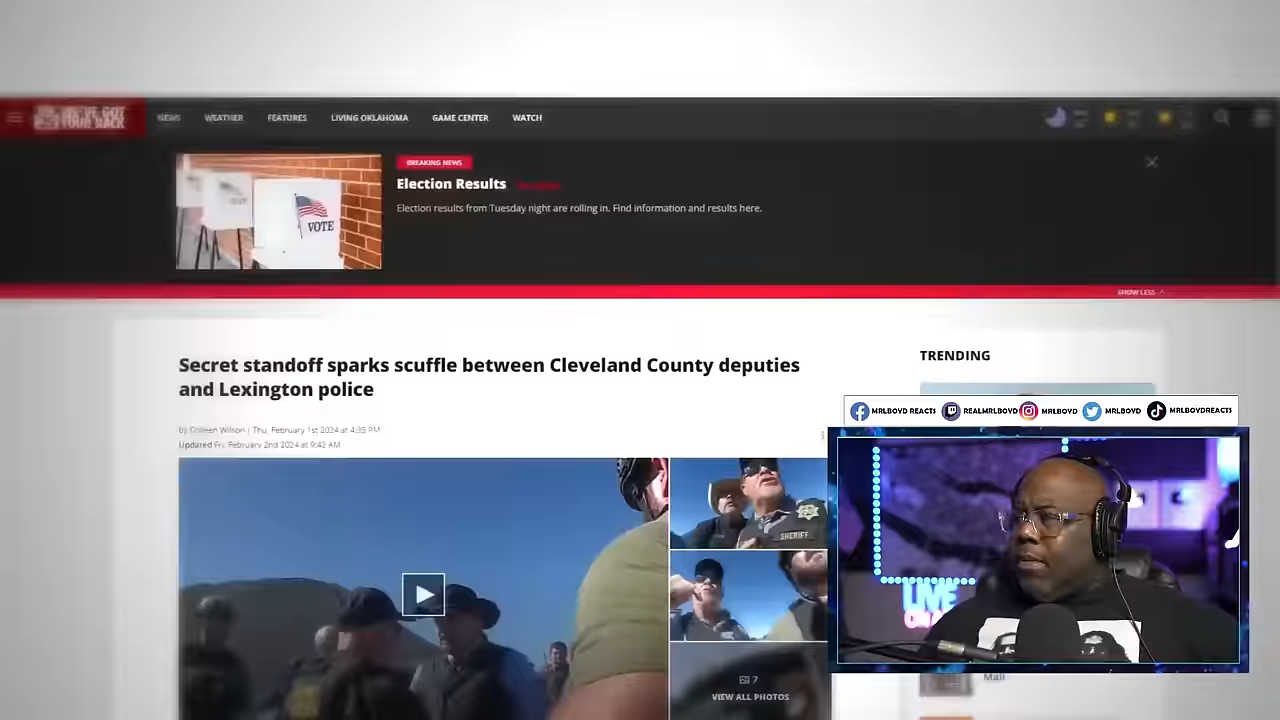 NEWS WEATHER FEATURES LIVING OKLAHOMA GAME CENTER WATCH
BREAKING NEWS
Election Results
Election results from Tuesday night are rolling in. Find information and results here.
VOTE
SHOW LESS
Secret standoff sparks scuffle between Cleveland County deputies
and Lexington police
By Colleen Wilson | Thu, February 1st 2024 at 4:35 PM
Updated Fri, February 2nd 2024 at 9:42 AM
TRENDING
MRLBOYD REACTS REALMRLBOYD MRLBOYD MRLBOYD MRLBOYDREACTS
SHERIFF
LIVE
7
VIEW ALL PHOTOS
Mall